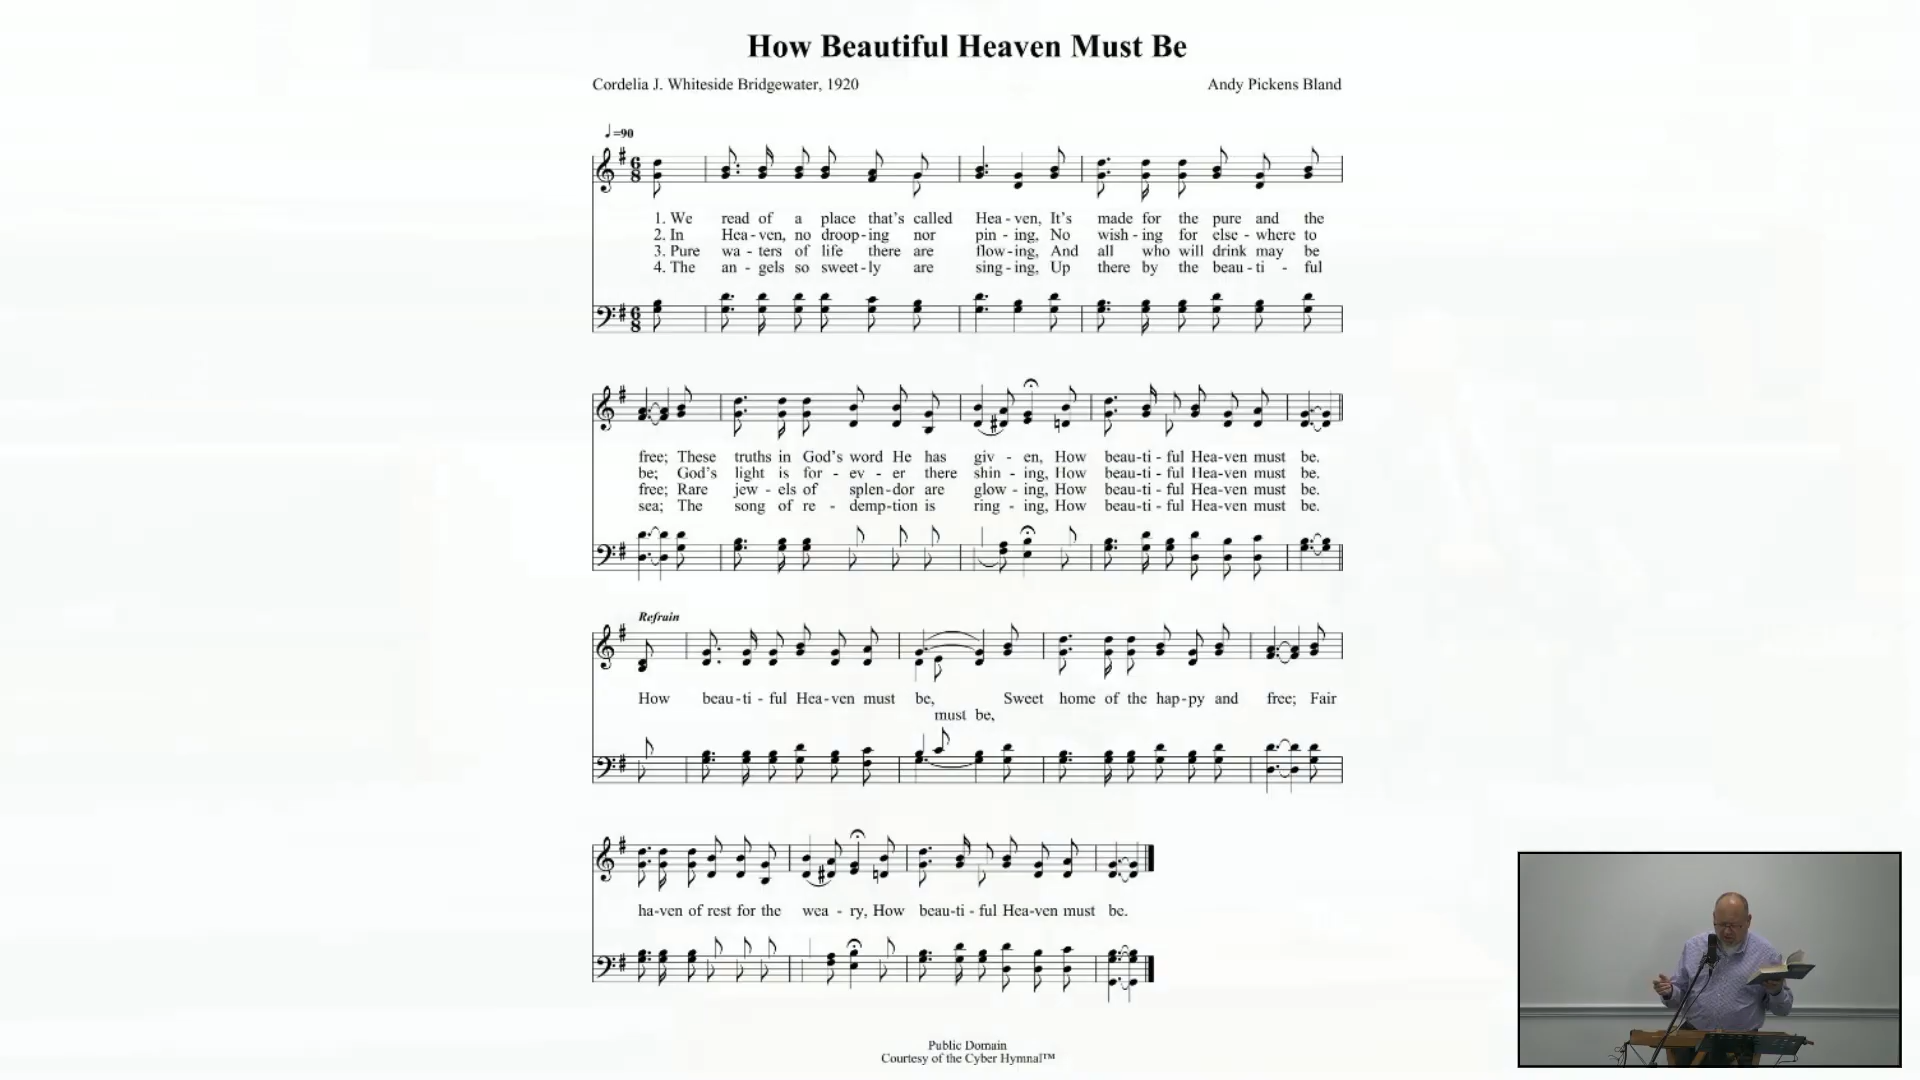 How Beautiful Heaven Must Be
Cordelia J. Whiteside Bridgewater, 1920
Andy Pickens Bland
♩=90
6
8
1. We read of a place that's called Hea - ven, It's made for the pure and the
2. In Hea - ven, no droop - ing nor pin - ing, No wish - ing for else - where to
3. Pure wa - ters of life there are flow - ing, And all who will drink may be
4. The an - gels so sweet - ly are sing - ing, Up there by the beau - ti - ful
6
8
free; These truths in God's word He has giv - en, How beau - ti - ful Hea - ven must be.
be; God's light is for - ev - er there shin - ing, How beau - ti - ful Hea - ven must be.
free; Rare jew - els of splen - dor are glow - ing, How beau - ti - ful Hea - ven must be.
sea; The song of re - demp - tion is ring - ing, How beau - ti - ful Hea - ven must be.
Refrain
How beau - ti - ful Hea - ven must be, Sweet home of the hap - py and free; Fair
must be,
ha - ven of rest for the wea - ry, How beau - ti - ful Hea - ven must be.
Public Domain
Courtesy of the Cyber Hymnal™